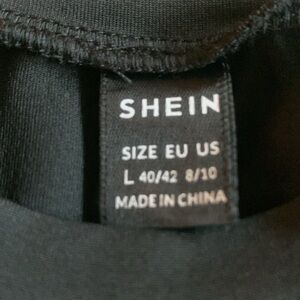 SHEIN
SIZE EU US
L 40/42 8/10
MADE IN CHINA